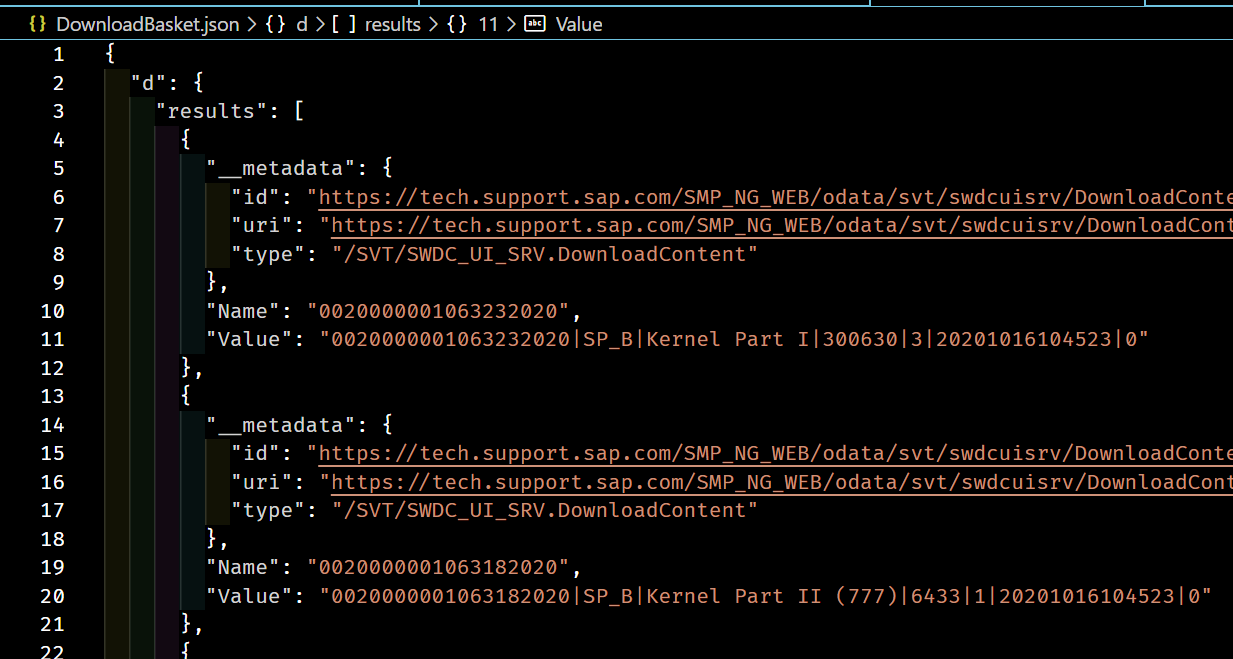 {} DownloadBasket.json > {} d > [ ] results > {} 11 > abc Value
1 {
2 "d": {
3 "results": [
4 {
5 "__metadata": {
6 "id": "https://tech.support.sap.com/SMP_NG_WEB/odata/svt/swdcuisrv/DownloadConte
7 "uri": "https://tech.support.sap.com/SMP_NG_WEB/odata/svt/swdcuisrv/DownloadCont
8 "type": "/SVT/SWDC_UI_SRV.DownloadContent"
9 },
10 "Name": "0020000001063232020",
11 "Value": "0020000001063232020|SP_B|Kernel Part I|300630|3|20201016104523|0"
12 },
13 {
14 "__metadata": {
15 "id": "https://tech.support.sap.com/SMP_NG_WEB/odata/svt/swdcuisrv/DownloadConte
16 "uri": "https://tech.support.sap.com/SMP_NG_WEB/odata/svt/swdcuisrv/DownloadCont
17 "type": "/SVT/SWDC_UI_SRV.DownloadContent"
18 },
19 "Name": "0020000001063182020",
20 "Value": "0020000001063182020|SP_B|Kernel Part II (777)|6433|1|20201016104523|0"
21 },
22 {